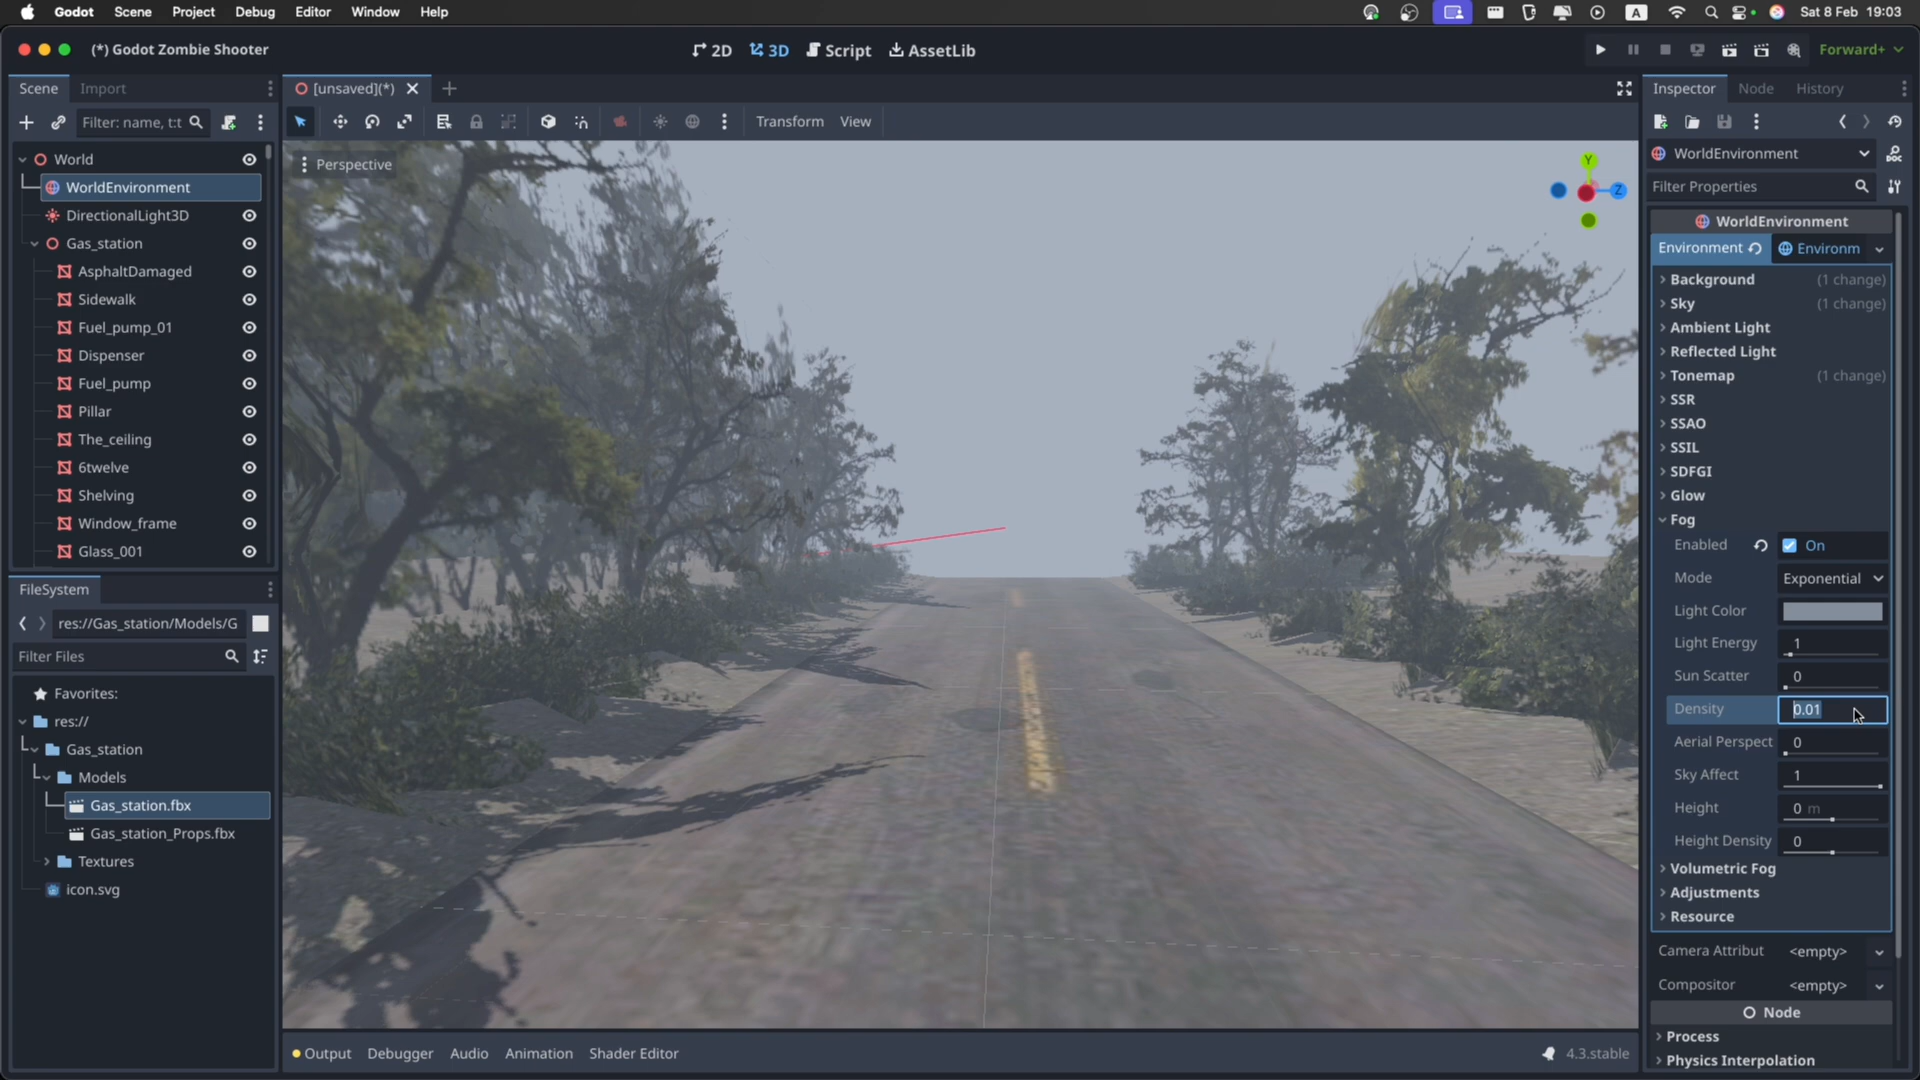 Godot Scene Project Debug Editor Window Help A Sat 8 Feb 19:03
(*) Godot Zombie Shooter 2D 3D Script AssetLib Forward+
Scene Import
Filter: name, t:t
World
WorldEnvironment
DirectionalLight3D
Gas_station
AsphaltDamaged
Sidewalk
Fuel_pump_01
Dispenser
Fuel_pump
Pillar
The_ceiling
6twelve
Shelving
Window_frame
Glass_001
FileSystem
res://Gas_station/Models/G
Filter Files
Favorites:
res://
Gas_station
Models
Gas_station.fbx
Gas_station_Props.fbx
Textures
icon.svg
[unsaved](*)
Transform View
Perspective
Y
Z
Output Debugger Audio Animation Shader Editor 4.3.stable
Inspector Node History
WorldEnvironment
DOC
Filter Properties
WorldEnvironment
Environment Environm
Background (1 change)
Sky (1 change)
Ambient Light
Reflected Light
Tonemap (1 change)
SSR
SSAO
SSIL
SDFGI
Glow
Fog
Enabled On
Mode Exponential
Light Color
Light Energy 1
Sun Scatter 0
Density 0.01
Aerial Perspect 0
Sky Affect 1
Height 0 m
Height Density 0
Volumetric Fog
Adjustments
Resource
Camera Attribut <empty>
Compositor <empty>
Node
Process
Physics Interpolation